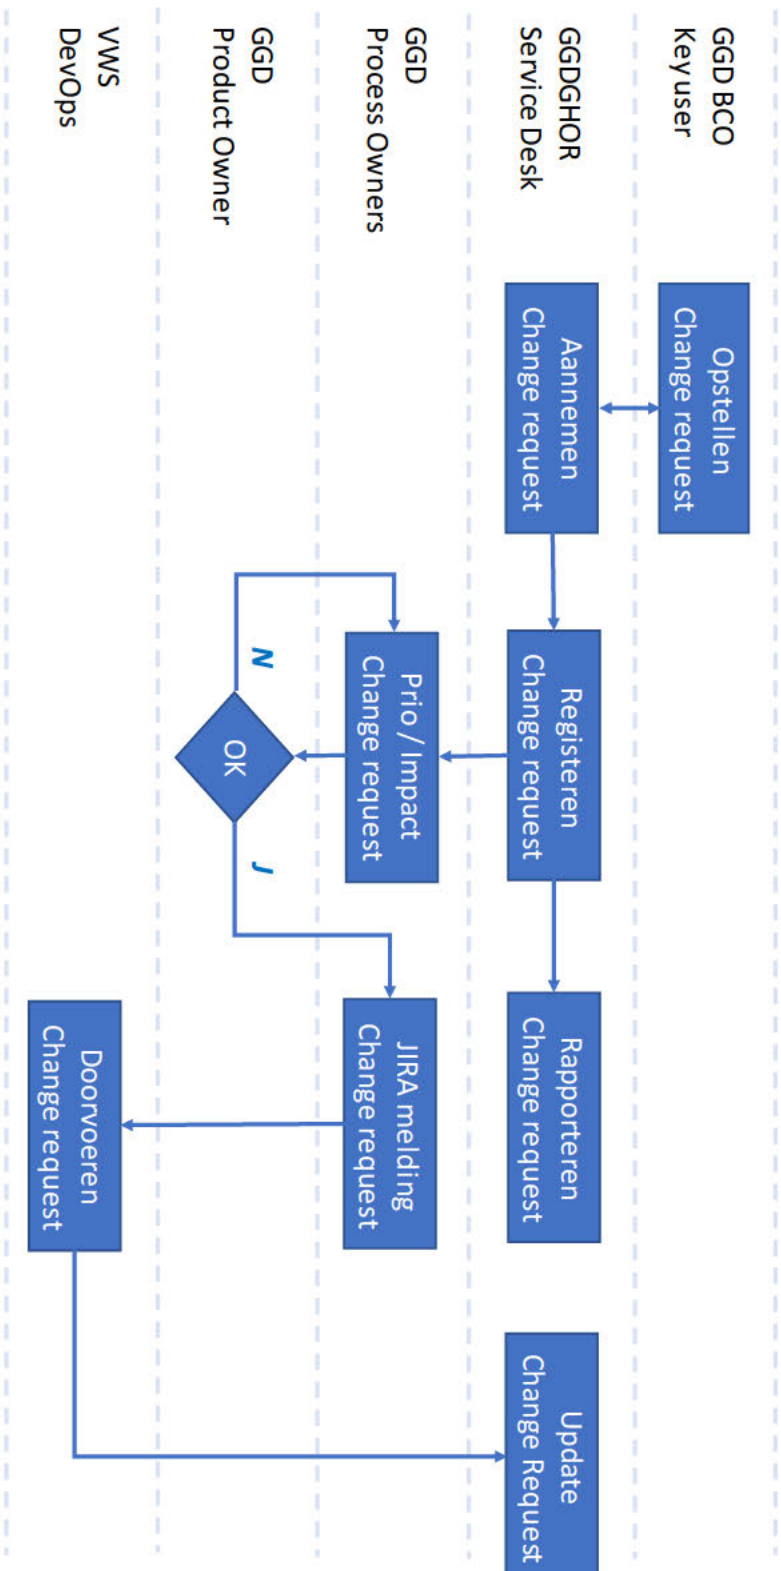 GGD BCO
Key user
Opstellen
Change request
GGDGHOR
Service Desk
Aannemen
Change request
Registeren
Change request
Rapporteren
Change request
Update
Change Request
GGD
Process Owners
Prio / Impact
Change request
JIRA melding
Change request
GGD
Product Owner
N
OK
J
VWS
DevOps
Doorvoeren
Change request